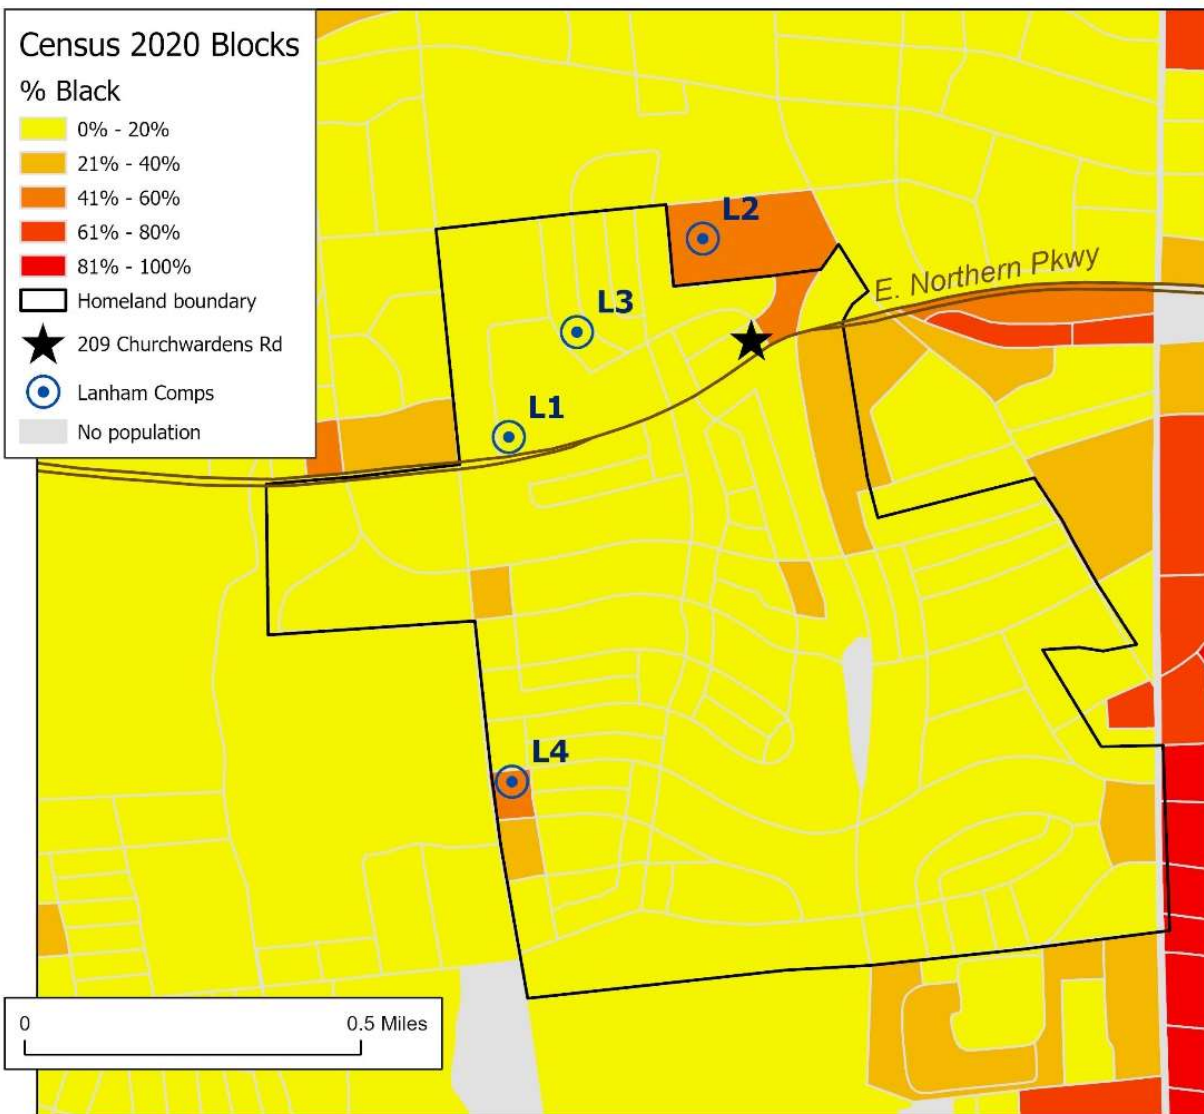 Census 2020 Blocks
% Black
0% - 20%
21% - 40%
41% - 60%
61% - 80%
81% - 100%
Homeland boundary
209 Churchwardens Rd
Lanham Comps
No population
L2
E. Northern Pkwy
L3
L1
L4
0 0.5 Miles